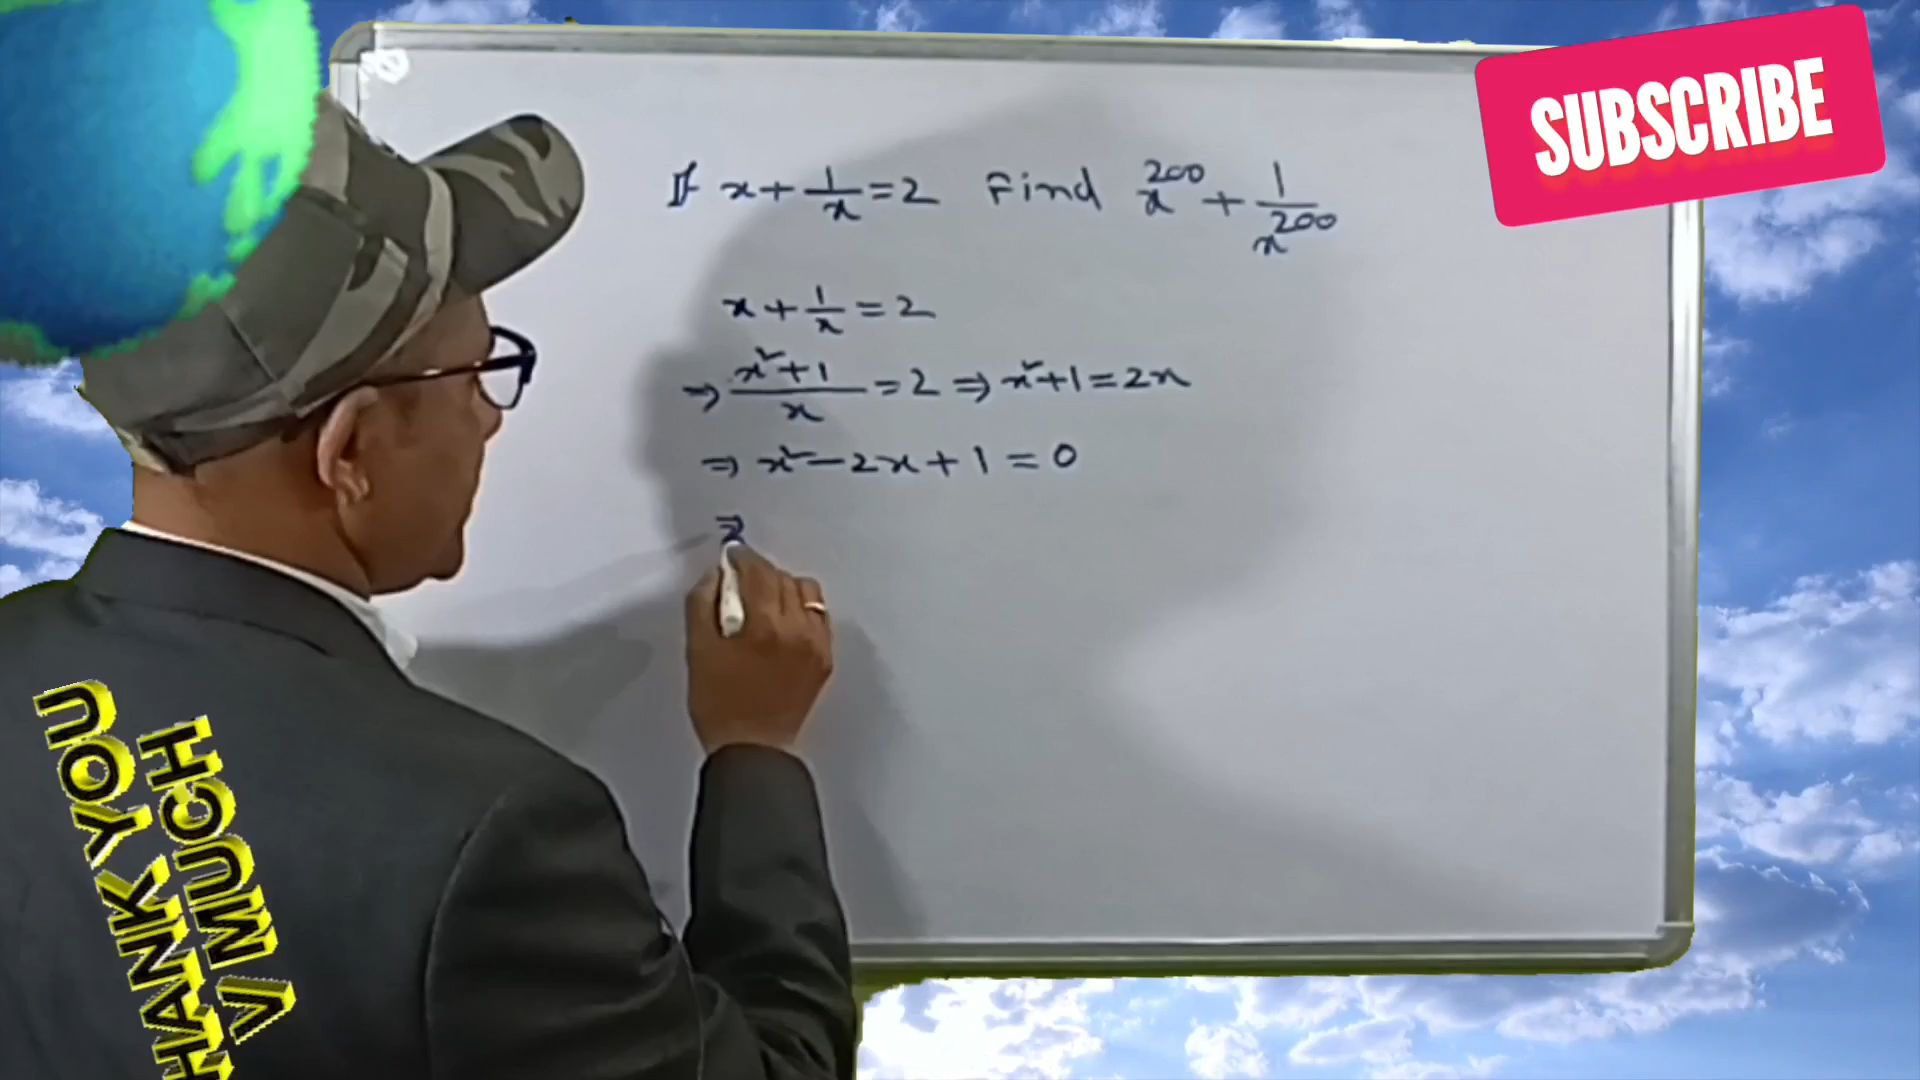 SUBSCRIBE
If x + 1/x = 2 Find x^200 + 1/x^200
x + 1/x = 2
⇒ x²+1/x = 2 ⇒ x²+1 = 2x
⇒ x² - 2x + 1 = 0
THANK YOU
V MUCH